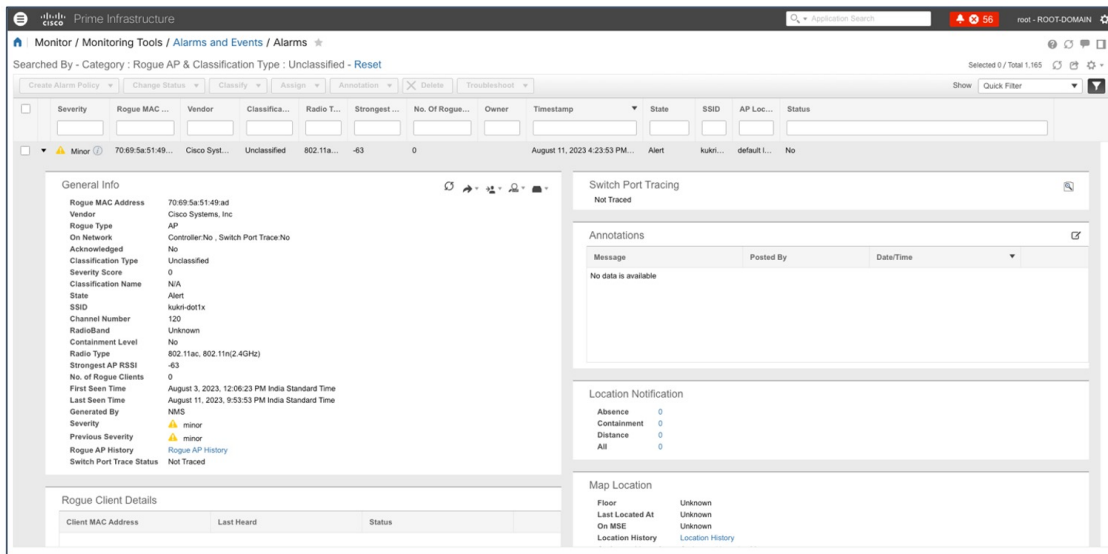 cisco Prime Infrastructure
Application Search
56
root - ROOT-DOMAIN
Monitor / Monitoring Tools / Alarms and Events / Alarms
Searched By - Category : Rogue AP & Classification Type : Unclassified - Reset
Selected 0 / Total 1,165
Create Alarm Policy Change Status Classify Assign Annotation Delete Troubleshoot
Show Quick Filter
Severity Rogue MAC ... Vendor Classifica... Radio T... Strongest ... No. Of Rogue... Owner Timestamp State SSID AP Loc... Status
Minor 70:69:5a:51:49... Cisco Syst... Unclassified 802.11a... -63 0 August 11, 2023 4:23:53 PM... Alert kukri... default l... No
General Info
Rogue MAC Address 70:69:5a:51:49:ad
Vendor Cisco Systems, Inc
Rogue Type AP
On Network Controller:No , Switch Port Trace:No
Acknowledged No
Classification Type Unclassified
Severity Score 0
Classification Name N/A
State Alert
SSID kukri-dot1x
Channel Number 120
RadioBand Unknown
Containment Level No
Radio Type 802.11ac, 802.11n(2.4GHz)
Strongest AP RSSI -63
No. of Rogue Clients 0
First Seen Time August 3, 2023, 12:06:23 PM India Standard Time
Last Seen Time August 11, 2023, 9:53:53 PM India Standard Time
Generated By NMS
Severity minor
Previous Severity minor
Rogue AP History Rogue AP History
Switch Port Trace Status Not Traced
Rogue Client Details
Client MAC Address Last Heard Status
Switch Port Tracing
Not Traced
Annotations
Message Posted By Date/Time
No data is available
Location Notification
Absence 0
Containment 0
Distance 0
All 0
Map Location
Floor Unknown
Last Located At Unknown
On MSE Unknown
Location History Location History